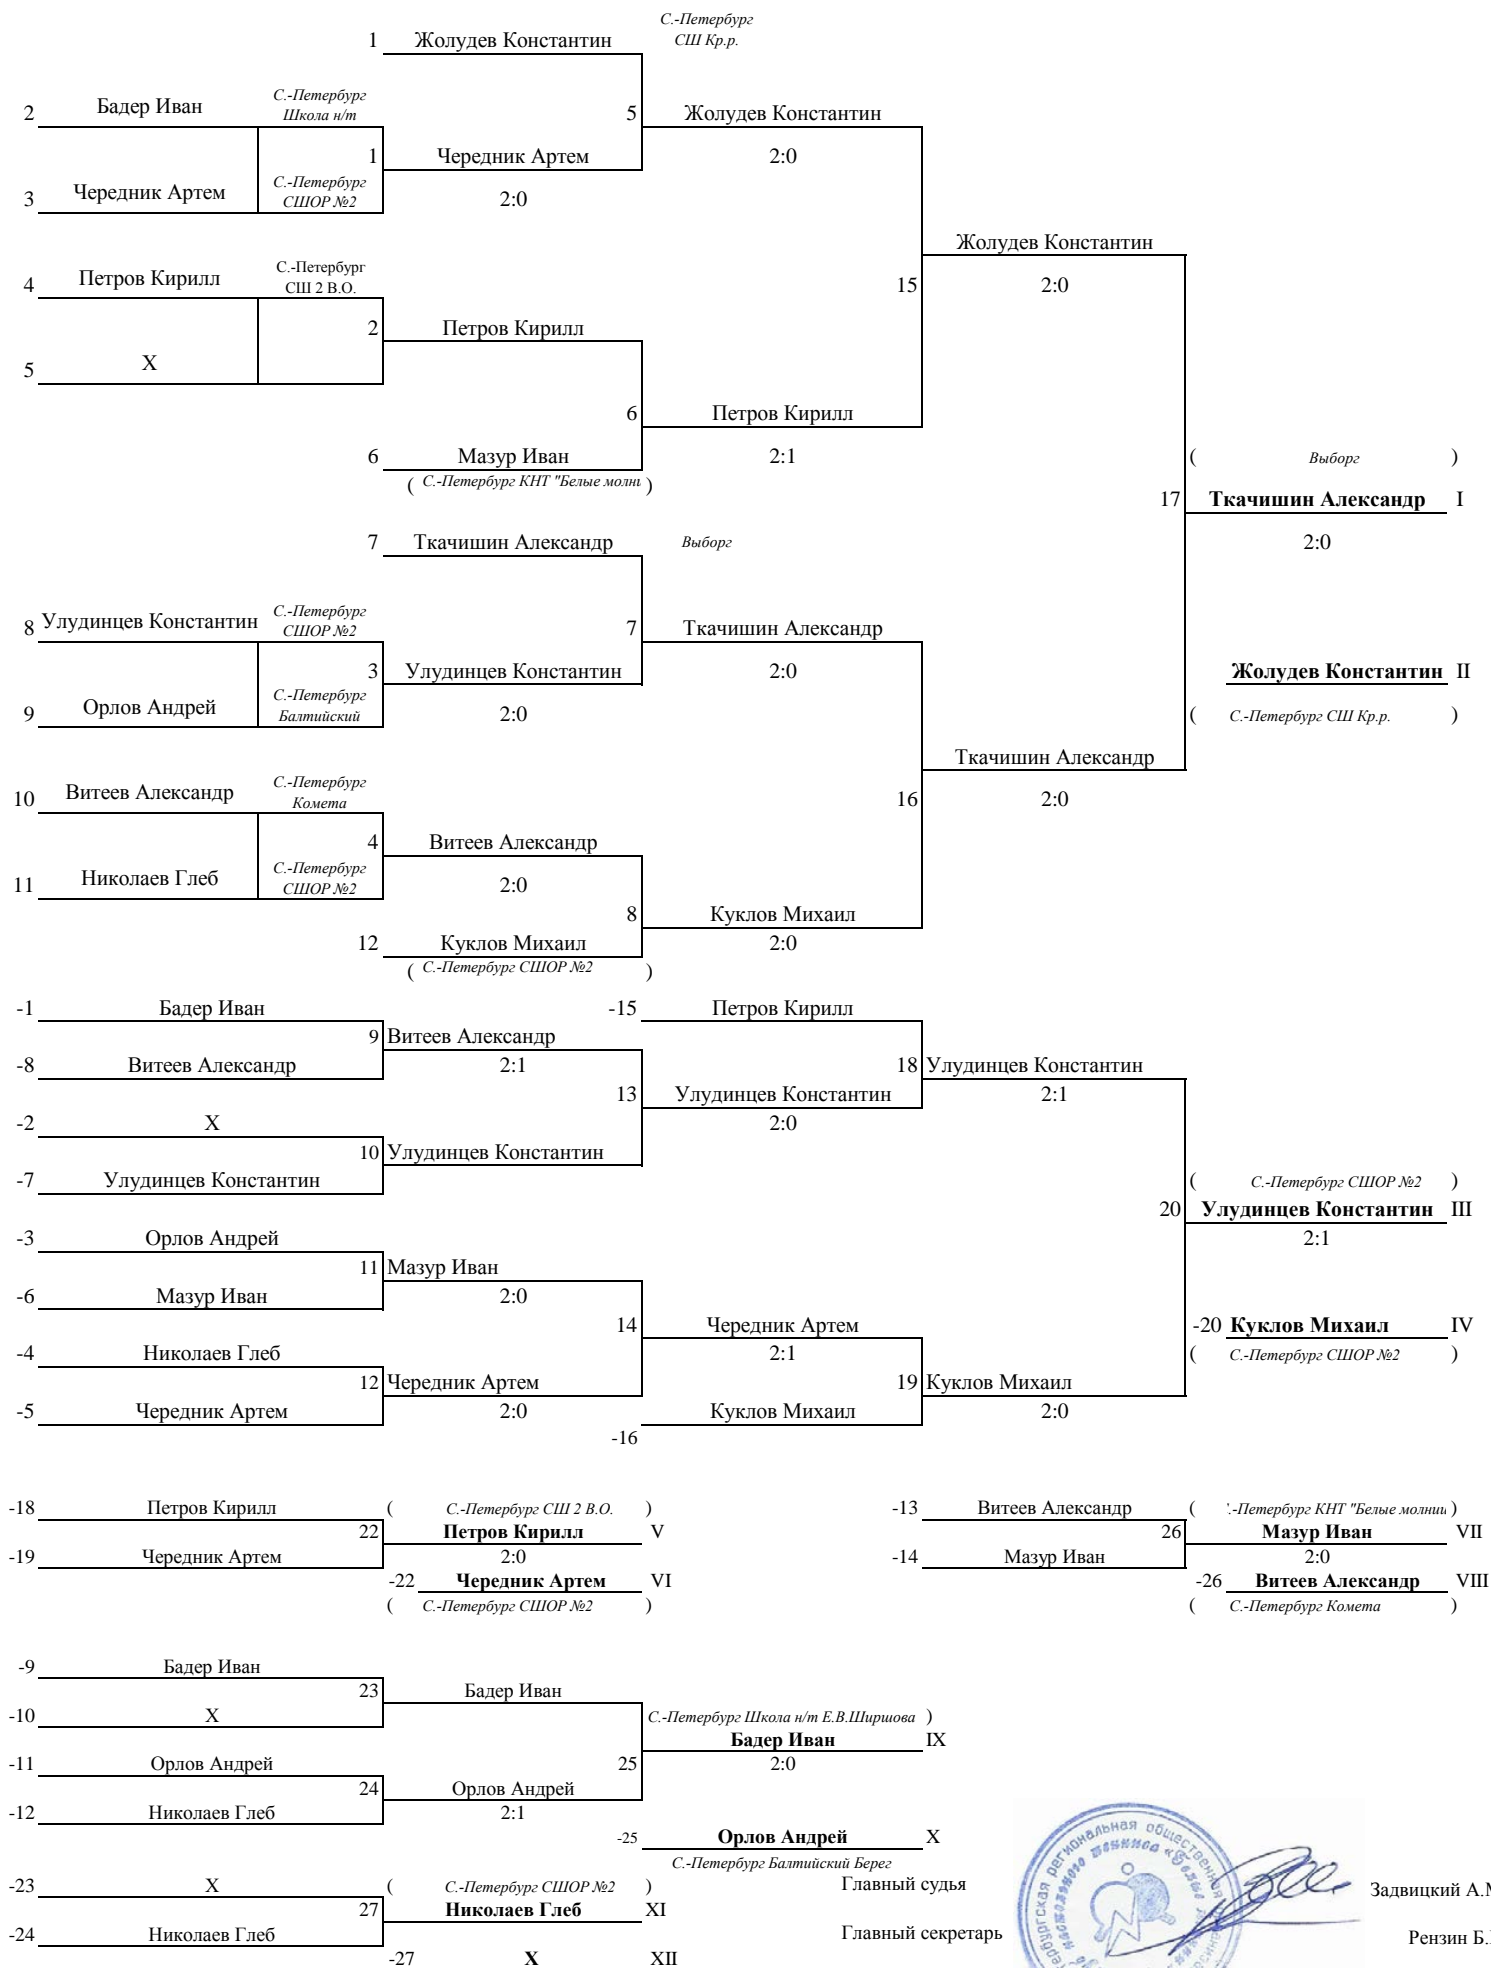 С.-Петербург
СШ Кр.р.
1 Жолудев Константин
2 Бадер Иван С.-Петербург
Школа н/т
5 Жолудев Константин
1 Чередник Артем 2:0
3 Чередник Артем С.-Петербург
СШОР №2
2:0
Жолудев Константин
4 Петров Кирилл С.-Петербург
СШ 2 В.О.
15 2:0
2 Петров Кирилл
5 X
6 Петров Кирилл
6 Мазур Иван 2:1
( С.-Петербург КНТ "Белые молни )
( Выборг )
17 Ткачишин Александр I
2:0
7 Ткачишин Александр Выборг
8 Улудинцев Константин С.-Петербург
СШОР №2
7 Ткачишин Александр
3 Улудинцев Константин 2:0
Жолудев Константин II
9 Орлов Андрей С.-Петербург
Балтийский
2:0
( С.-Петербург СШ Кр.р. )
Ткачишин Александр
10 Витеев Александр С.-Петербург
Комета
16 2:0
4 Витеев Александр
11 Николаев Глеб С.-Петербург
СШОР №2
2:0
8 Куклов Михаил
12 Куклов Михаил 2:0
( С.-Петербург СШОР №2 )
-1 Бадер Иван -15 Петров Кирилл
9 Витеев Александр
-8 Витеев Александр 2:1 18 Улудинцев Константин
13 Улудинцев Константин 2:1
-2 X 2:0
10 Улудинцев Константин
-7 Улудинцев Константин ( С.-Петербург СШОР №2 )
20 Улудинцев Константин III
-3 Орлов Андрей 2:1
11 Мазур Иван
-6 Мазур Иван 2:0
14 Чередник Артем -20 Куклов Михаил IV
-4 Николаев Глеб 2:1 ( С.-Петербург СШОР №2 )
12 Чередник Артем 19 Куклов Михаил
-5 Чередник Артем 2:0 Куклов Михаил 2:0
-16
-18 Петров Кирилл ( С.-Петербург СШ 2 В.О. ) -13 Витеев Александр ( .-Петербург КНТ "Белые молнии )
22 Петров Кирилл V 26 Мазур Иван VII
-19 Чередник Артем 2:0 -14 Мазур Иван 2:0
-22 Чередник Артем VI -26 Витеев Александр VIII
( С.-Петербург СШОР №2 ) ( С.-Петербург Комета )
-9 Бадер Иван
23 Бадер Иван
-10 X С.-Петербург Школа н/т Е.В.Ширшова )
Бадер Иван IX
-11 Орлов Андрей 25 2:0
24 Орлов Андрей
-12 Николаев Глеб 2:1
-25 Орлов Андрей X
С.-Петербург Балтийский Берег
-23 X ( С.-Петербург СШОР №2 ) Главный судья Задвицкий А.М
27 Николаев Глеб XI
-24 Николаев Глеб Главный секретарь Рензин Б.
-27 X XII